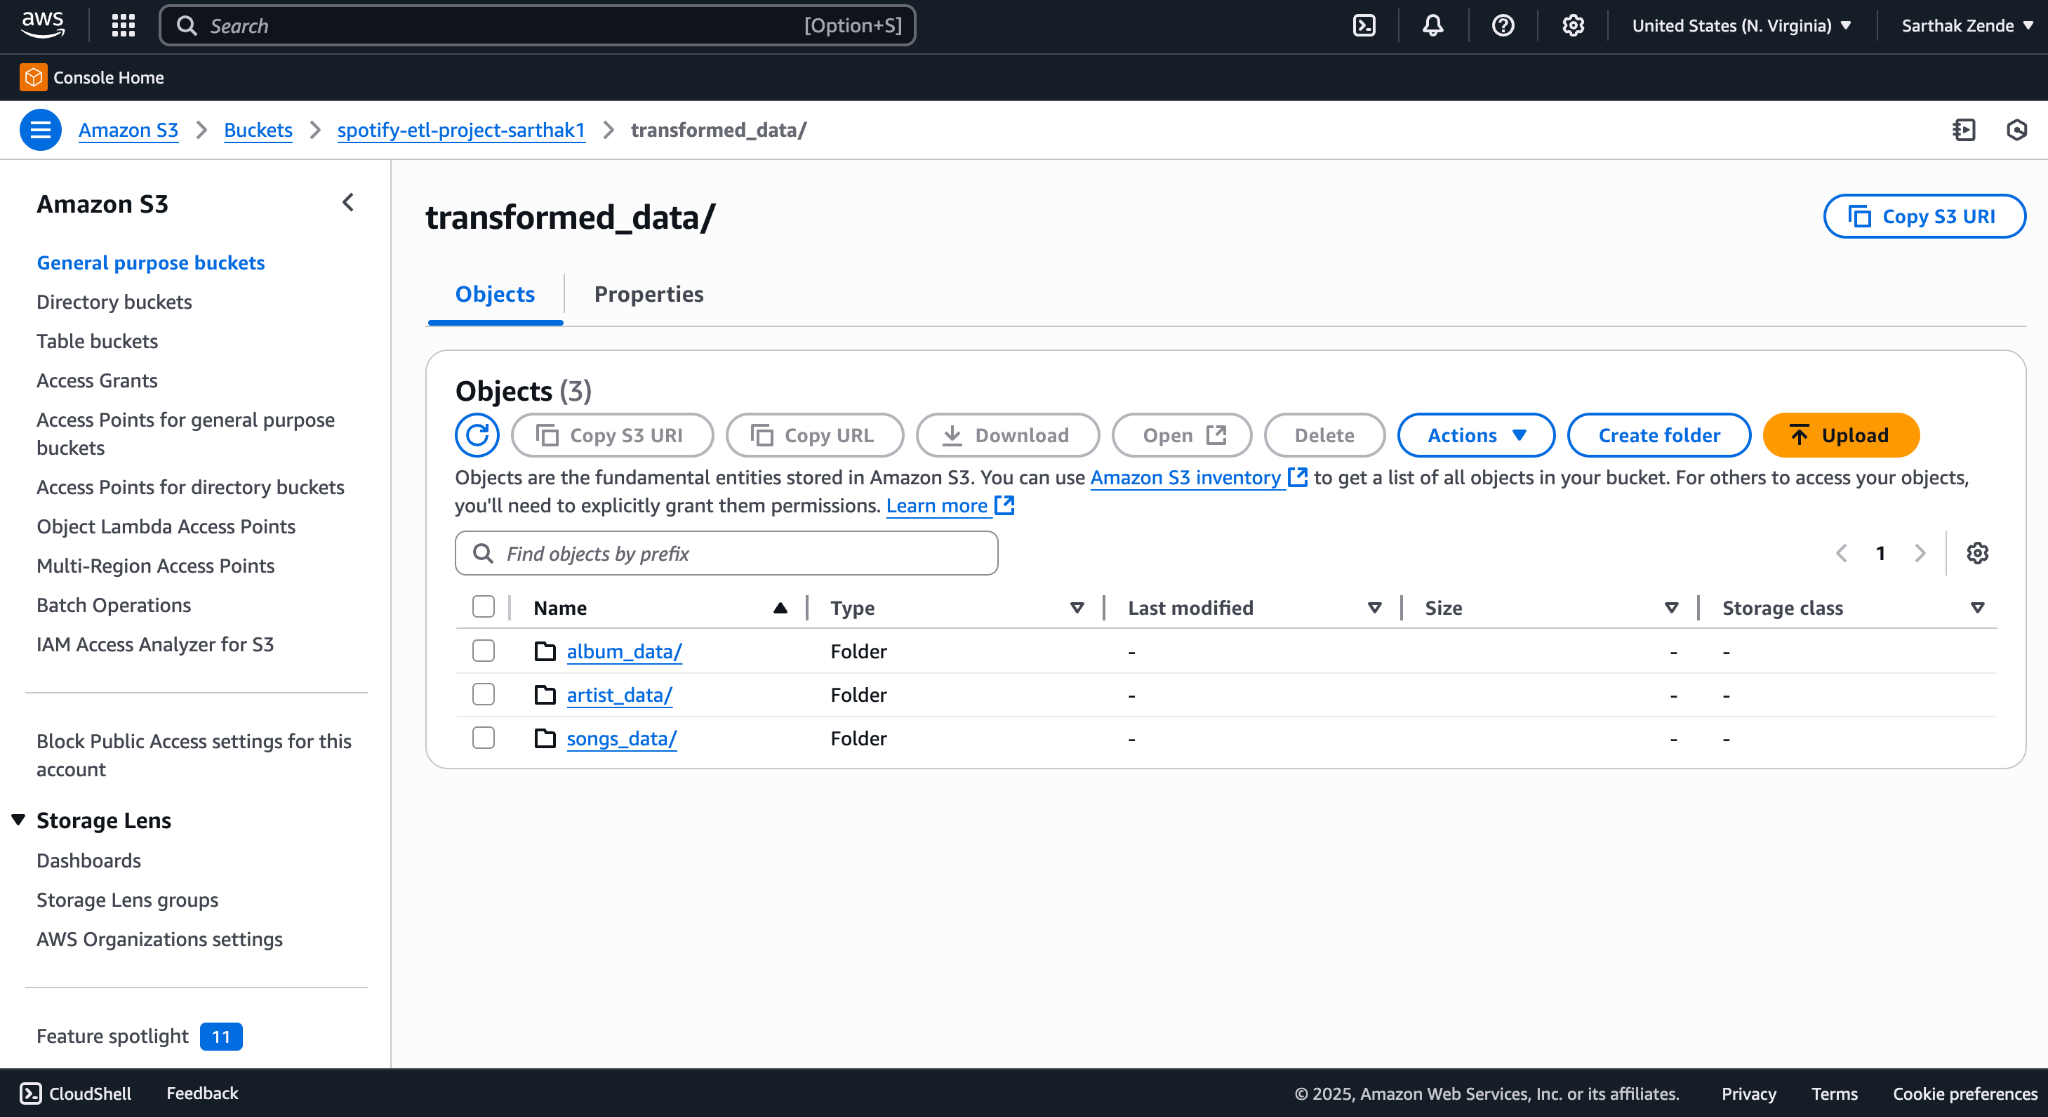 aws
Search [Option+S]
United States (N. Virginia)
Sarthak Zende
Console Home
Amazon S3
Buckets
spotify-etl-project-sarthak1
transformed_data/
Amazon S3
General purpose buckets
Directory buckets
Table buckets
Access Grants
Access Points for general purpose
buckets
Access Points for directory buckets
Object Lambda Access Points
Multi-Region Access Points
Batch Operations
IAM Access Analyzer for S3
Block Public Access settings for this
account
Storage Lens
Dashboards
Storage Lens groups
AWS Organizations settings
Feature spotlight 11
transformed_data/
Copy S3 URI
Objects Properties
Objects (3)
Copy S3 URI Copy URL Download Open Delete Actions Create folder Upload
Objects are the fundamental entities stored in Amazon S3. You can use Amazon S3 inventory to get a list of all objects in your bucket. For others to access your objects,
you'll need to explicitly grant them permissions. Learn more
Find objects by prefix
1
Name Type Last modified Size Storage class
album_data/ Folder - - -
artist_data/ Folder - - -
songs_data/ Folder - - -
CloudShell Feedback
© 2025, Amazon Web Services, Inc. or its affiliates. Privacy Terms Cookie preferences